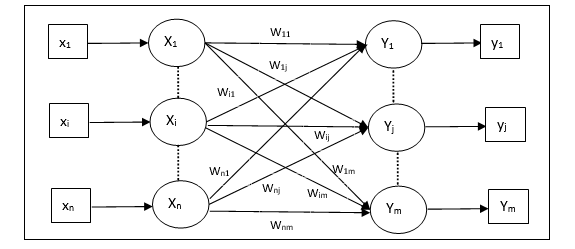 x1 X1 W11 Y1 y1
W1j
Wi1
xi Xi Wij Yj yj
Wn1 W1m
Wnj Wim
xn Xn Ym Ym
Wnm